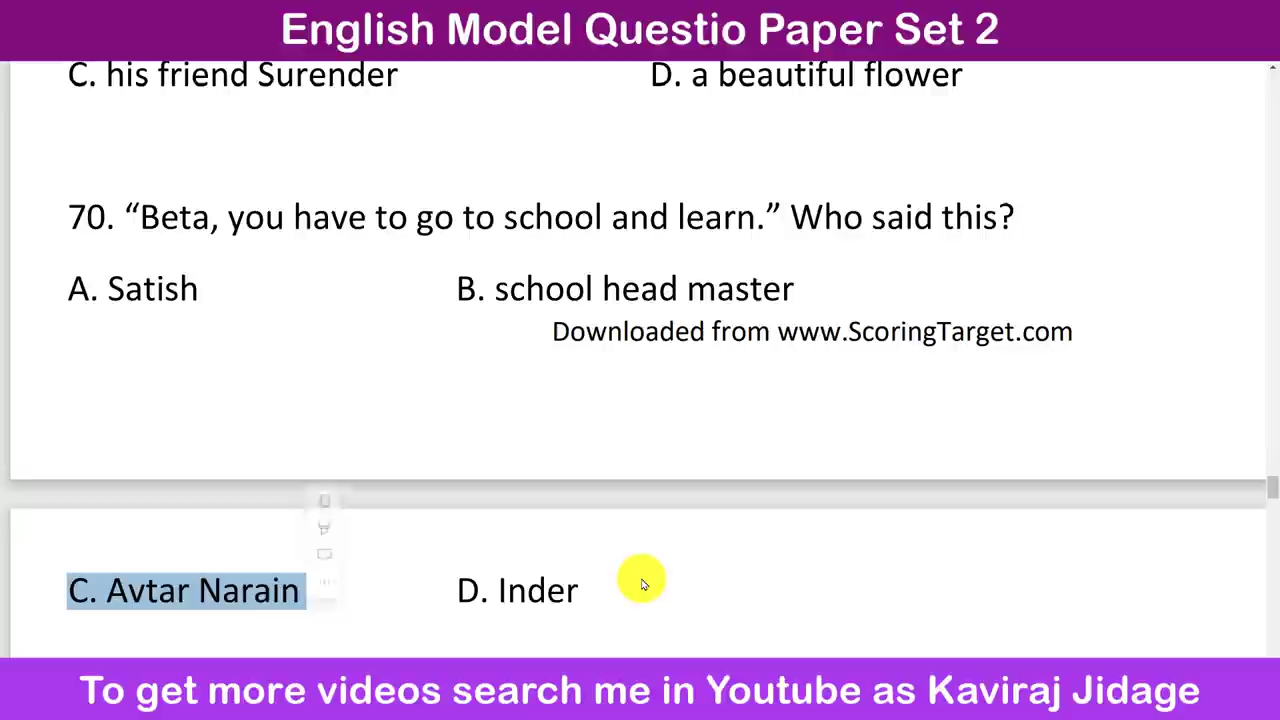 English Model Questio Paper Set 2
C. his friend Surender D. a beautiful flower
70. “Beta, you have to go to school and learn.” Who said this?
A. Satish B. school head master
Downloaded from www.ScoringTarget.com
C. Avtar Narain D. Inder
To get more videos search me in Youtube as Kaviraj Jidage